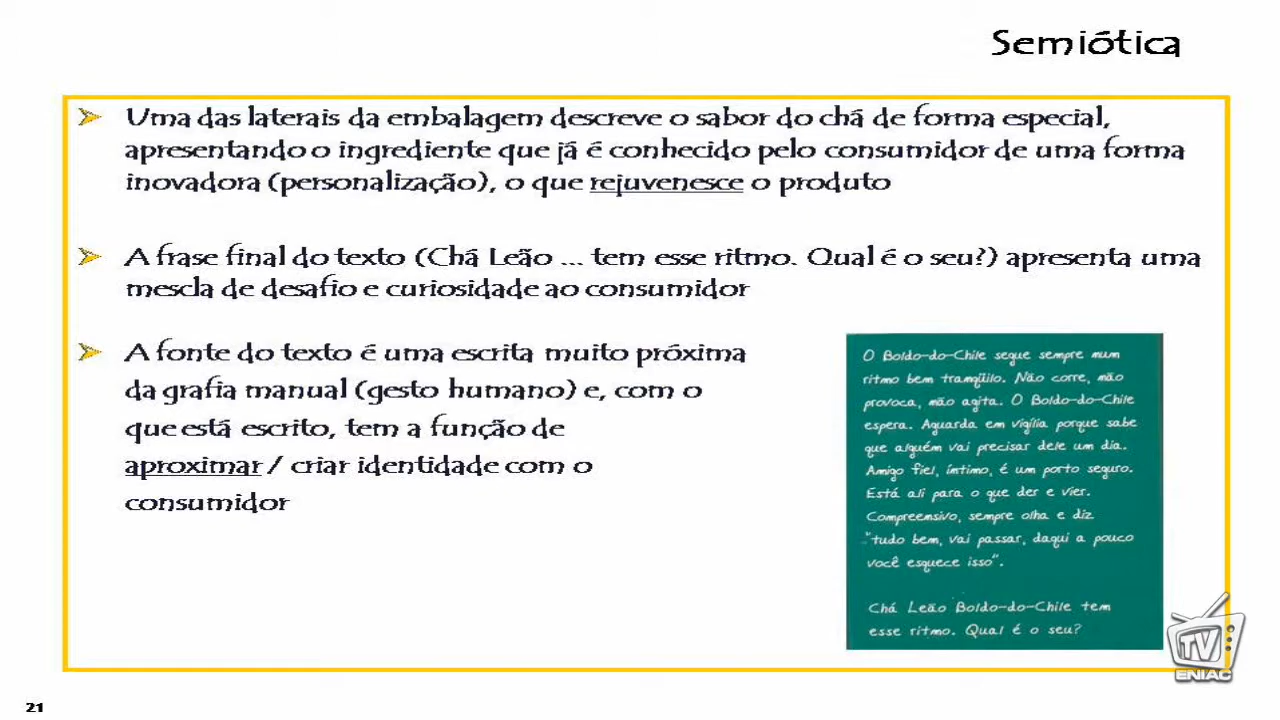 Semiótica
Uma das laterais da embalagem descreve o sabor do chá de forma especial,
apresentando o ingrediente que já é conhecido pelo consumidor de uma forma
inovadora (personalização), o que rejuvenesce o produto
A frase final do texto (Chá Leão ... tem esse ritmo. Qual é o seu?) apresenta uma
mescla de desafio e curiosidade ao consumidor
A fonte do texto é uma escrita muito próxima
da grafia manual (gesto humano) e, com o
que está escrito, tem a função de
aproximar / criar identidade com o
consumidor
O Boldo-do-Chile segue sempre num
ritmo bem tranqüilo. Não corre, não
provoca, não agita. O Boldo-do-Chile
espera. Aguarda em vigília porque sabe
que alguém vai precisar dele um dia.
Amigo fiel, íntimo, é um porto seguro.
Está ali para o que der e vier.
Compreensivo, sempre olha e diz
"tudo bem, vai passar, daqui a pouco
você esquece isso".
Chá Leão Boldo-do-Chile tem
esse ritmo. Qual é o seu?
TV
ENIAC
21